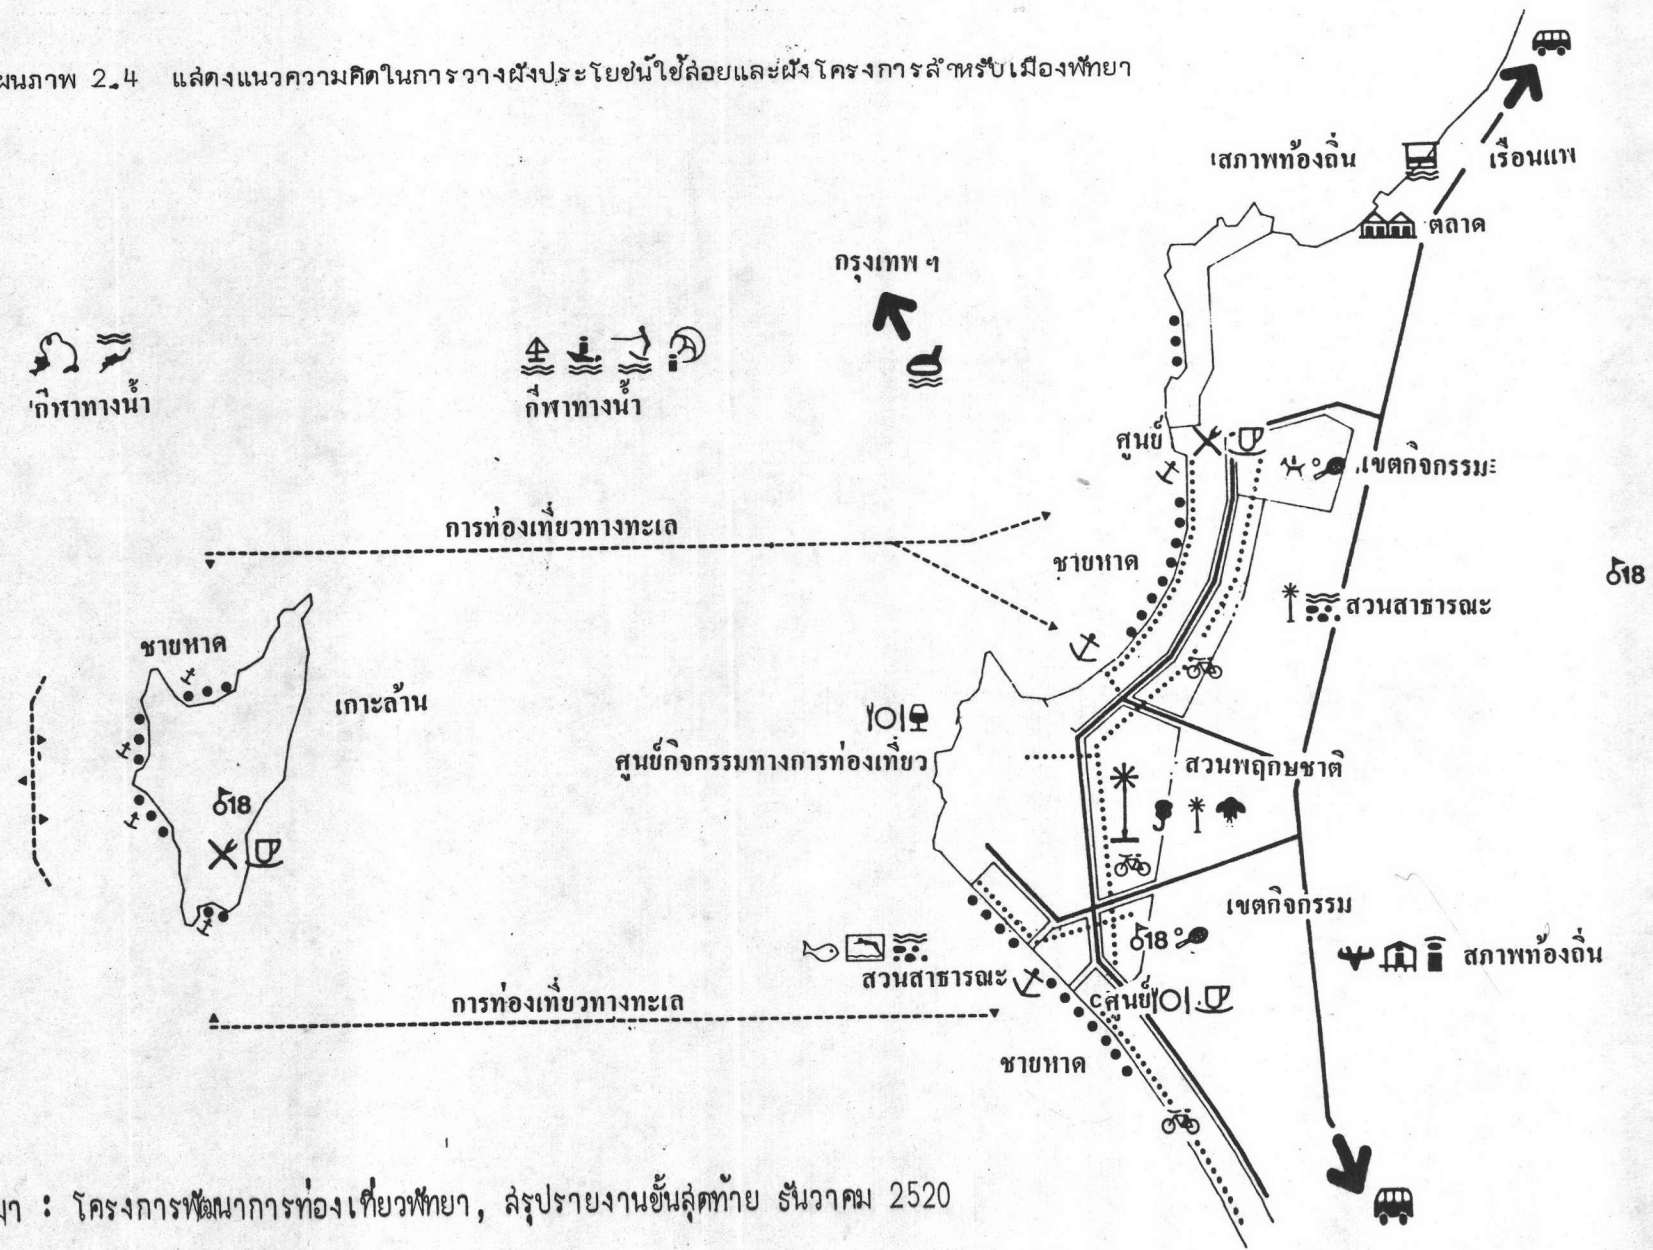 ผนภาพ 2.4 แสดงแนวความคิดในการวางผังประโยชน์ใช้สอยและผังโครงการสำหรับเมืองพัทยา
สภาพท้องถิ่น
เรือนแพ
ตลาด
กรุงเทพ ฯ
กีฬาทางน้ำ
กีฬาทางน้ำ
ศูนย์
เขตกิจกรรม
การท่องเที่ยวทางทะเล
ชายหาด
18
สวนสาธารณะ
ชายหาด
เกาะล้าน
ศูนย์กิจกรรมทางการท่องเที่ยว
สวนพฤกษชาติ
18
เขตกิจกรรม
18
สภาพท้องถิ่น
สวนสาธารณะ
ศูนย์
การท่องเที่ยวทางทะเล
ชายหาด
มา : โครงการพัฒนาการท่องเที่ยวพัทยา, สรุปรายงานขั้นสุดท้าย ธันวาคม 2520